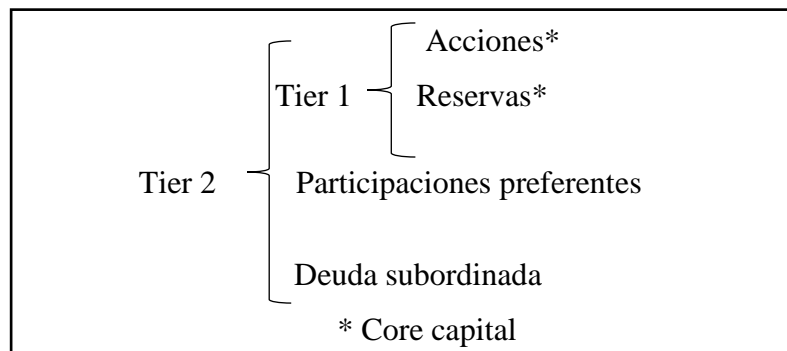 Acciones*
Tier 1 Reservas*
Tier 2 Participaciones preferentes
Deuda subordinada
* Core capital